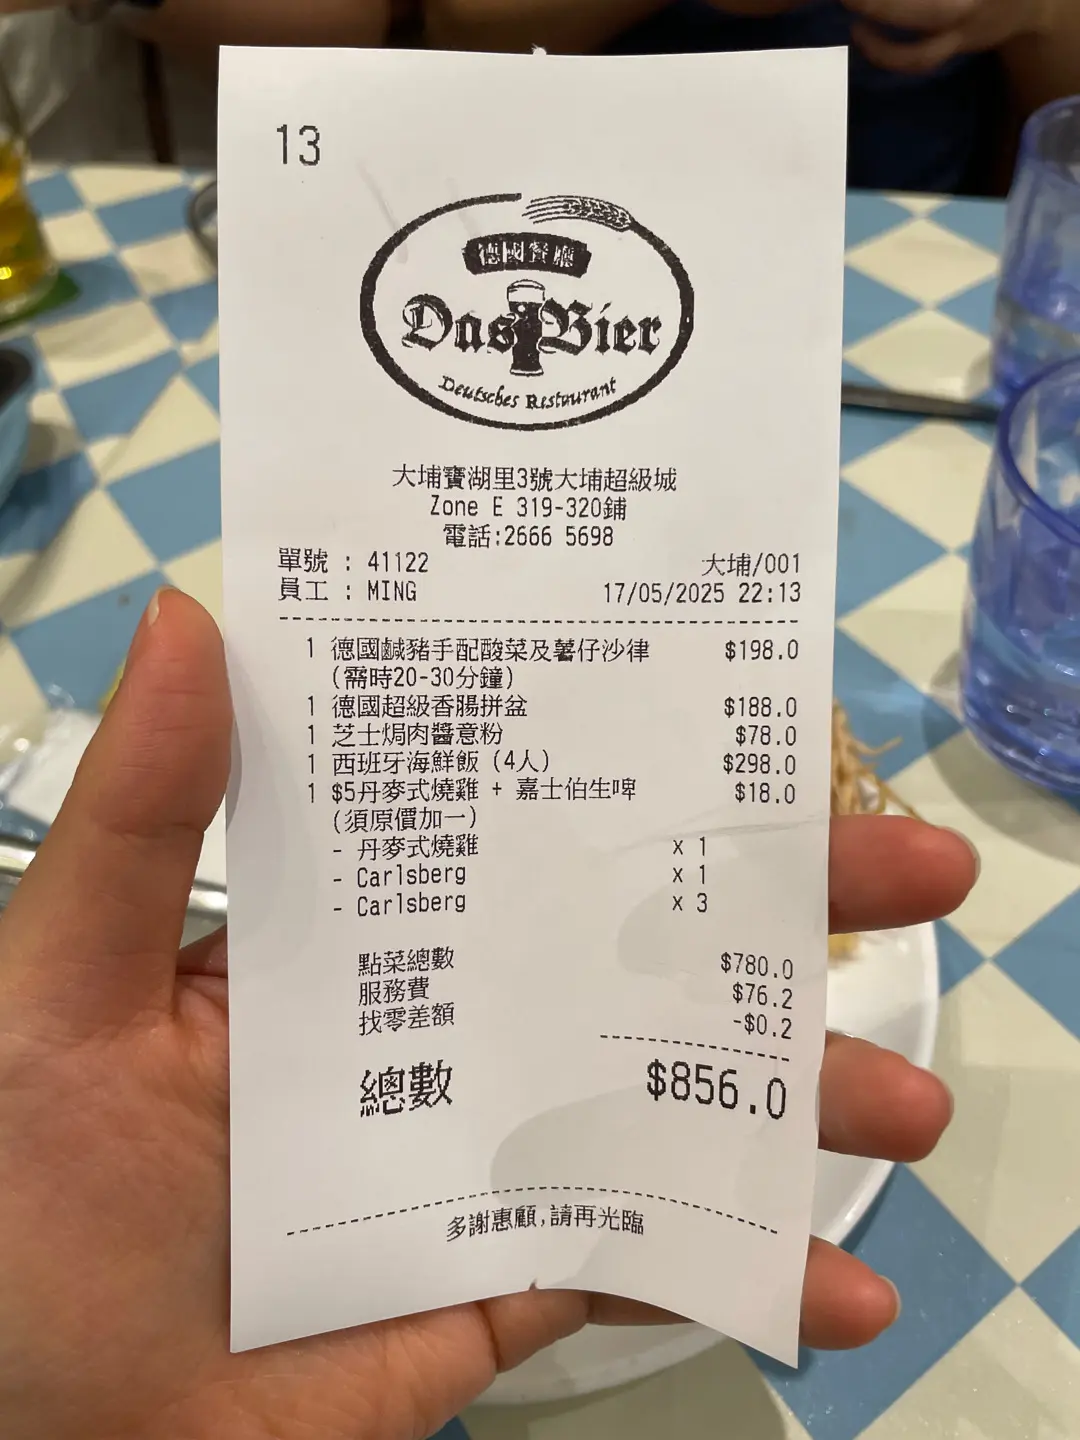 13
德國餐廳
Das Bier
Deutsches Restaurant
大埔寶湖里3號大埔超級城
Zone E 319-320鋪
電話:2666 5698
單號 : 41122 大埔/001
員工 : MING 17/05/2025 22:13
1 德國鹹豬手配酸菜及薯仔沙律 $198.0
(需時20-30分鐘)
1 德國超級香腸拼盆 $188.0
1 芝士焗肉醬意粉 $78.0
1 西班牙海鮮飯 (4人) $298.0
1 $5丹麥式燒雞 + 嘉士伯生啤 $18.0
(須原價加一)
- 丹麥式燒雞 x 1
- Carlsberg x 1
- Carlsberg x 3
點菜總數 $780.0
服務費 $76.2
找零差額 -$0.2
總數 $856.0
多謝惠顧,請再光臨